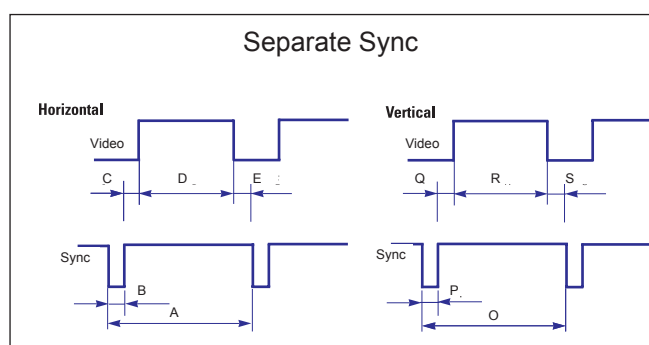 Separate Sync
Horizontal
Vertical
Video
Video
C D E
Q R S
Sync
Sync
B
P
A
O